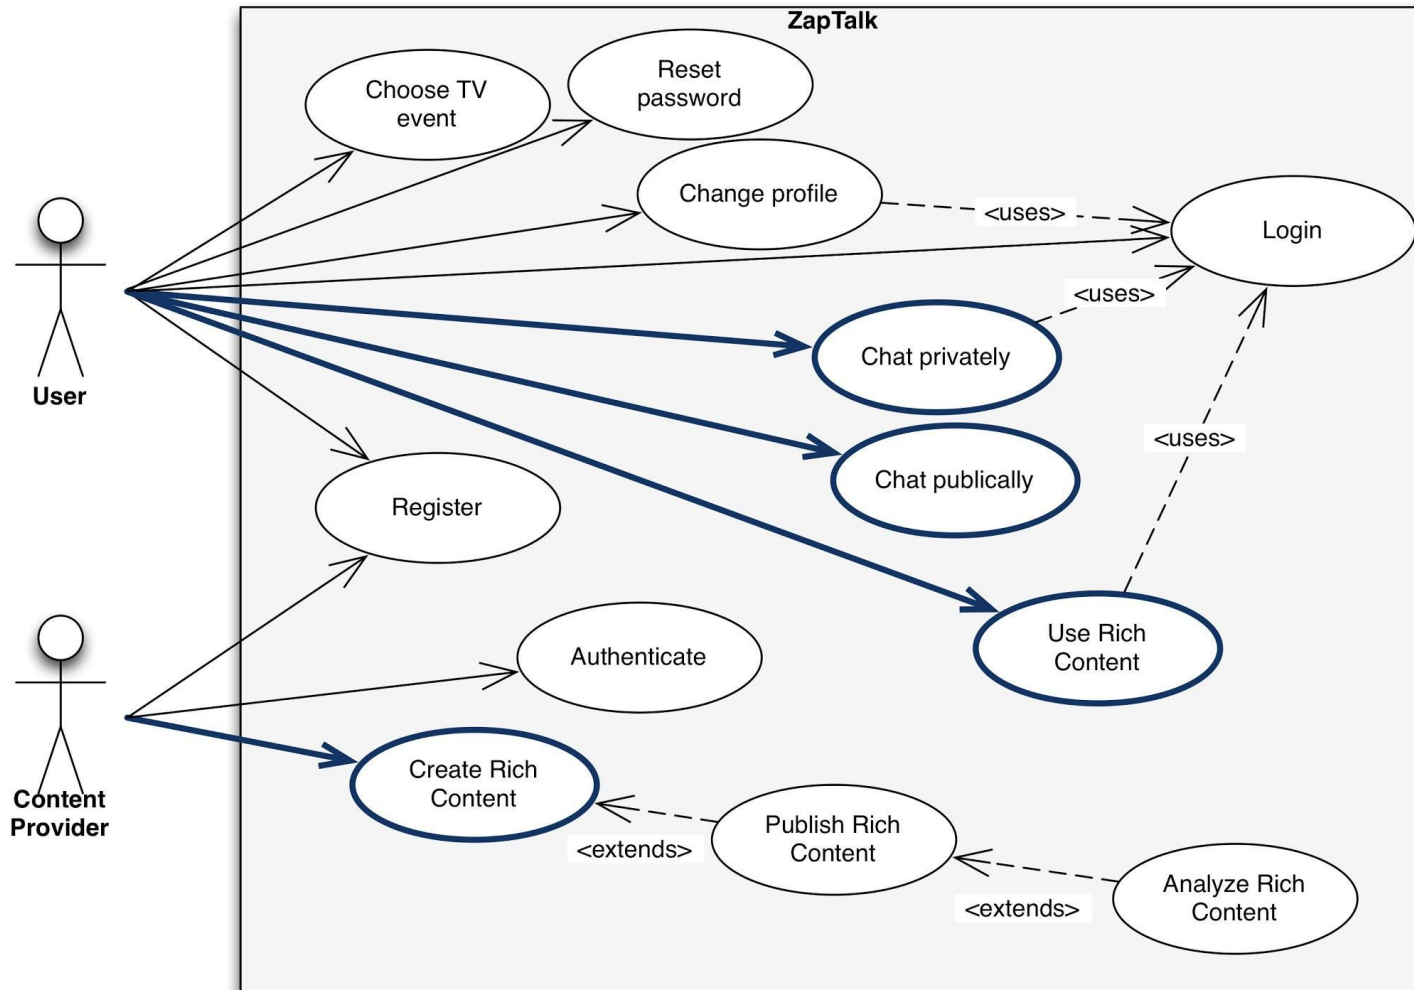 ZapTalk
Choose TV
event
Reset
password
Change profile
<uses>
Login
<uses>
Chat privately
User
<uses>
Chat publically
Register
Use Rich
Content
Authenticate
Content
Provider
Create Rich
Content
<extends>
Publish Rich
Content
<extends>
Analyze Rich
Content